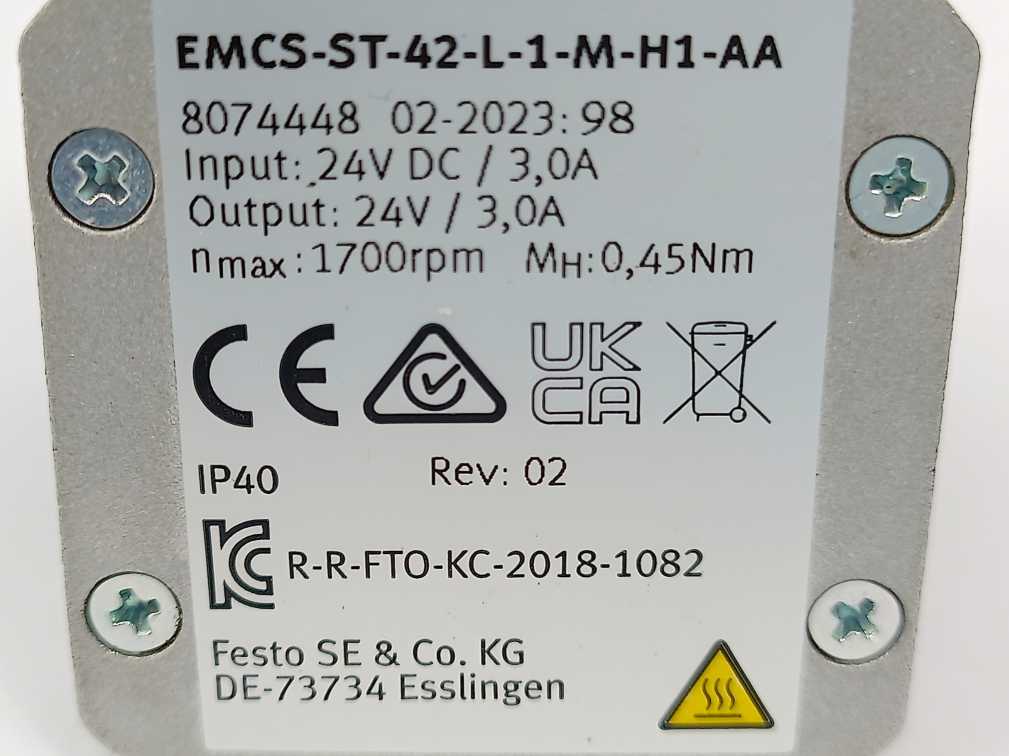 EMCS-ST-42-L-1-M-H1-AA
8074448 02-2023: 98
Input: 24V DC / 3,0A
Output: 24V / 3,0A
nmax: 1700rpm MH: 0,45Nm
CE UK
CA
IP40 Rev: 02
KC R-R-FTO-KC-2018-1082
Festo SE & Co. KG
DE-73734 Esslingen